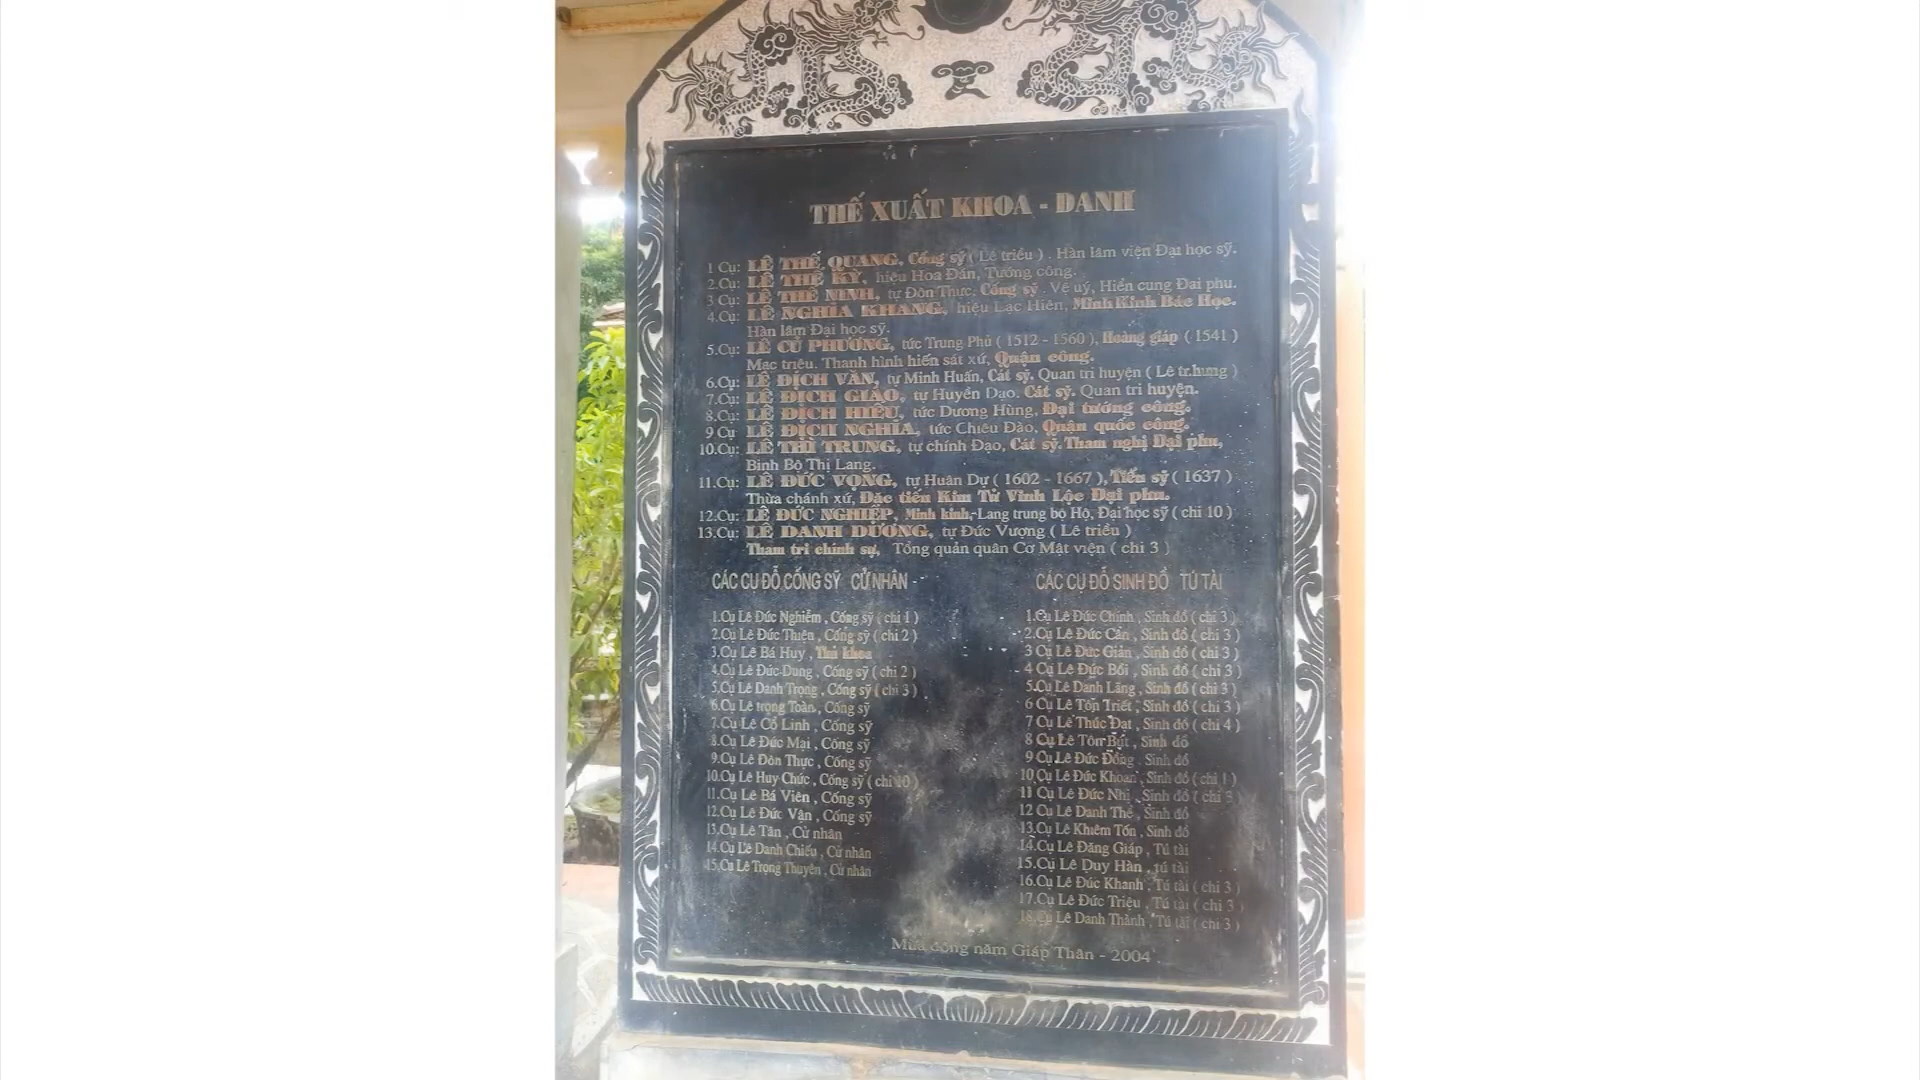 THẾ XUẤT KHOA - DANH
1 Cụ: LÊ THẾ QUANG, Cống sỹ ( Lê triều ) . Hàn lâm viện Đại học sỹ.
2.Cụ: LÊ THẾ KỶ, hiệu Hoa Đán, Tướng công.
3 Cụ: LÊ THẾ NINH, tự Đôn Thực, Cống sỹ . Vệ uý, Hiển cung Đại phu.
4.Cụ: LÊ NGHĨA KHANG, hiệu Lạc Hiên, Minh Kinh Bác Học.
Hàn lâm Đại học sỹ.
5.Cụ: LÊ CỦ PHƯƠNG, tức Trung Phủ ( 1512 - 1560 ), Hoàng giáp ( 1541 )
Mạc triều. Thanh hình hiến sát xứ, Quận công.
6.Cụ: LÊ DỊCH VĂN, tự Minh Huấn, Cát sỹ. Quan tri huyện ( Lê tr.hưng )
7.Cụ: LÊ DỊCH GIÁO, tự Huyền Đạo. Cát sỹ. Quan tri huyện.
8.Cụ: LÊ DỊCH HIẾU, tức Dương Hùng, Đại tướng công.
9 Cụ LÊ DỊCH NGHĨA, tức Chiêu Đào, Quận quốc công.
10.Cụ: LÊ THÌ TRUNG, tự chính Đạo, Cát sỹ. Tham nghị Đại phu,
Binh Bộ Thị Lang.
11.Cụ: LÊ ĐỨC VỌNG, tự Huân Dự ( 1602 - 1667 ), Tiến sỹ ( 1637 )
Thừa chánh xứ, Đặc tiến Kim Tử Vinh Lộc Đại phu.
12.Cụ: LÊ ĐỨC NGHIỆP, Minh kinh, Lang trung bộ Hộ, Đại học sỹ ( chi 10 )
13.Cụ: LÊ DANH DƯƠNG, tự Đức Vượng ( Lê triều )
Tham tri chính sự, Tổng quản quân Cơ Mật viện ( chi 3 )
CÁC CỤ ĐỖ CỐNG SỸ CỬ NHÂN
1.Cụ Lê Đức Nghiễm , Cống sỹ ( chi 1 )
2.Cụ Lê Đức Thiện , Cống sỹ ( chi 2 )
3.Cụ Lê Bá Huy , Thủ khoa
4.Cụ Lê Đức Dung , Cống sỹ ( chi 2 )
5.Cụ Lê Danh Trọng , Cống sỹ ( chi 3 )
6.Cụ Lê trọng Toàn , Cống sỹ
7.Cụ Lê Cổ Linh , Cống sỹ
8.Cụ Lê Đức Mai , Cống sỹ
9.Cụ Lê Đôn Thực , Cống sỹ
10.Cụ Lê Huy Chức , Cống sỹ ( chi 10 )
11.Cụ Lê Bá Viên , Cống sỹ
12.Cụ Lê Đức Vận , Cống sỹ
13.Cụ Lê Tân , Cử nhân
14.Cụ Lê Danh Chiểu , Cử nhân
15.Cụ Lê Trọng Thuyên , Cử nhân
CÁC CỤ ĐỖ SINH ĐỒ TÚ TÀI
1.Cụ Lê Đức Chính , Sinh đồ ( chi 3 )
2.Cụ Lê Đức Cẩn , Sinh đồ ( chi 3 )
3 Cụ Lê Đức Giản , Sinh đồ ( chi 3 )
4 Cụ Lê Đức Bồi , Sinh đồ ( chi 3 )
5.Cụ Lê Danh Lãng , Sinh đồ ( chi 3 )
6 Cụ Lê Tôn Triết , Sinh đồ ( chi 3 )
7 Cụ Lê Thúc Đạt , Sinh đồ ( chi 4 )
8 Cụ Lê Tôn Bút , Sinh đồ
9 Cụ Lê Đức Đồng , Sinh đồ
10 Cụ Lê Đức Khoan , Sinh đồ ( chi 1 )
11 Cụ Lê Đức Nhị , Sinh đồ ( chi 3 )
12 Cụ Lê Danh Thể , Sinh đồ
13.Cụ Lê Khiêm Tốn , Sinh đồ
14.Cụ Lê Đăng Giáp , Tú tài
15.Cụ Lê Duy Hàn , tú tài
16.Cụ Lê Đức Khanh , Tú tài ( chi 3 )
17.Cụ Lê Đức Triệu , Tú tài ( chi 3 )
18.Cụ Lê Danh Thành , Tú tài ( chi 3 )
Mùa đông năm Giáp Thân - 2004